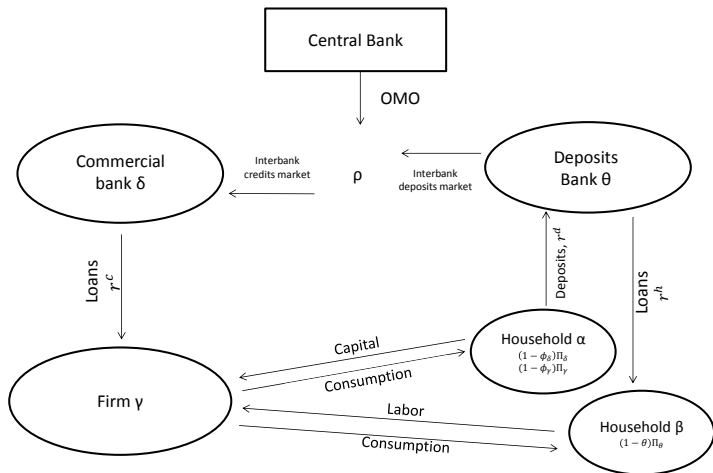 Central Bank
OMO
Commercial
bank δ
Interbank
credits market
ρ
Interbank
deposits market
Deposits
Bank θ
Loans
r^c
Deposits, r^d
Loans
r^h
Household α
(1 − ϕ_δ)Π_δ
(1 − ϕ_γ)Π_γ
Capital
Consumption
Firm γ
Labor
Consumption
Household β
(1 − θ)Π_θ